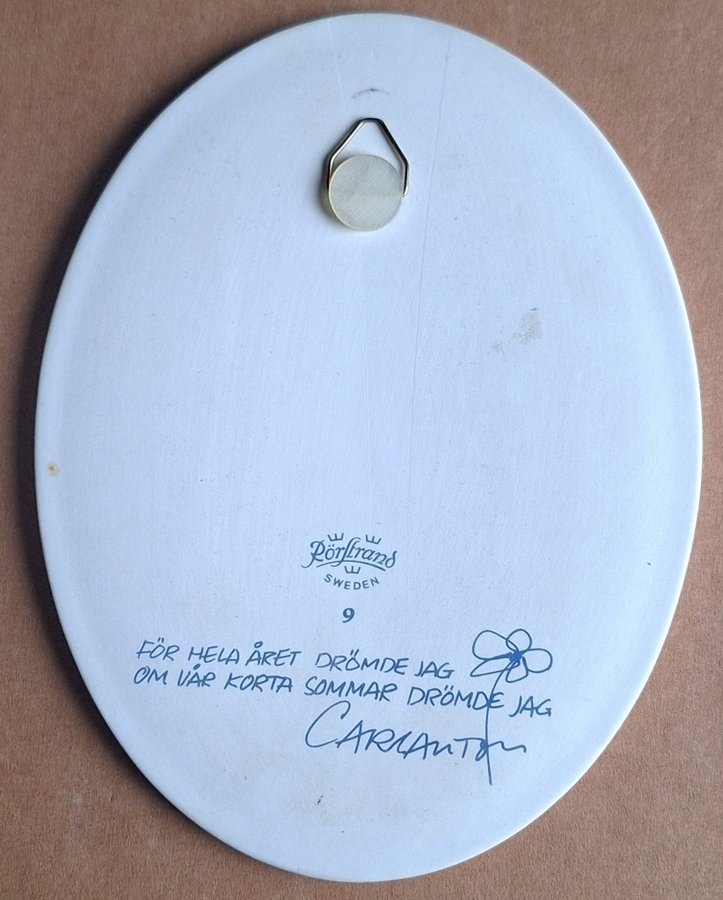 Rörstrand
SWEDEN
9
FÖR HELA ÅRET DRÖMDE JAG
OM VÅR KORTA SOMMAR DRÖMDE JAG
CARLANTON